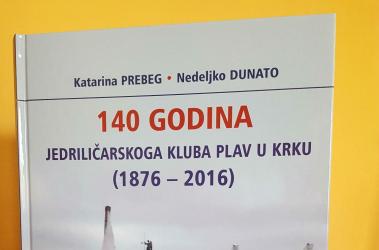 Katarina PREBEG • Nedeljko DUNATO
140 GODINA
JEDRILIČARSKOGA KLUBA PLAV U KRKU
(1876 – 2016)